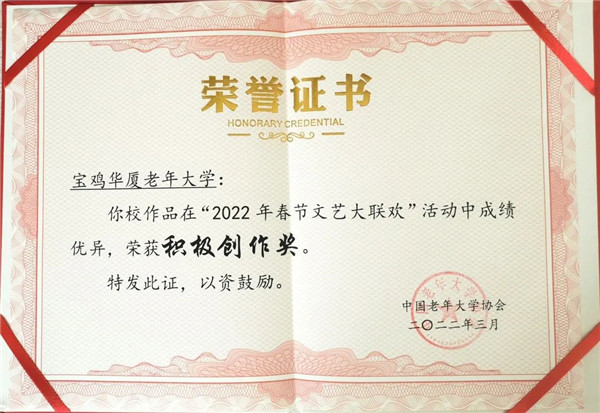 荣誉证书
HONORARY CREDENTIAL
宝鸡华厦老年大学：
你校作品在“2022年春节文艺大联欢”活动中成绩
优异，荣获积极创作奖。
特发此证，以资鼓励。
中国老年大学协会
二〇二二年三月